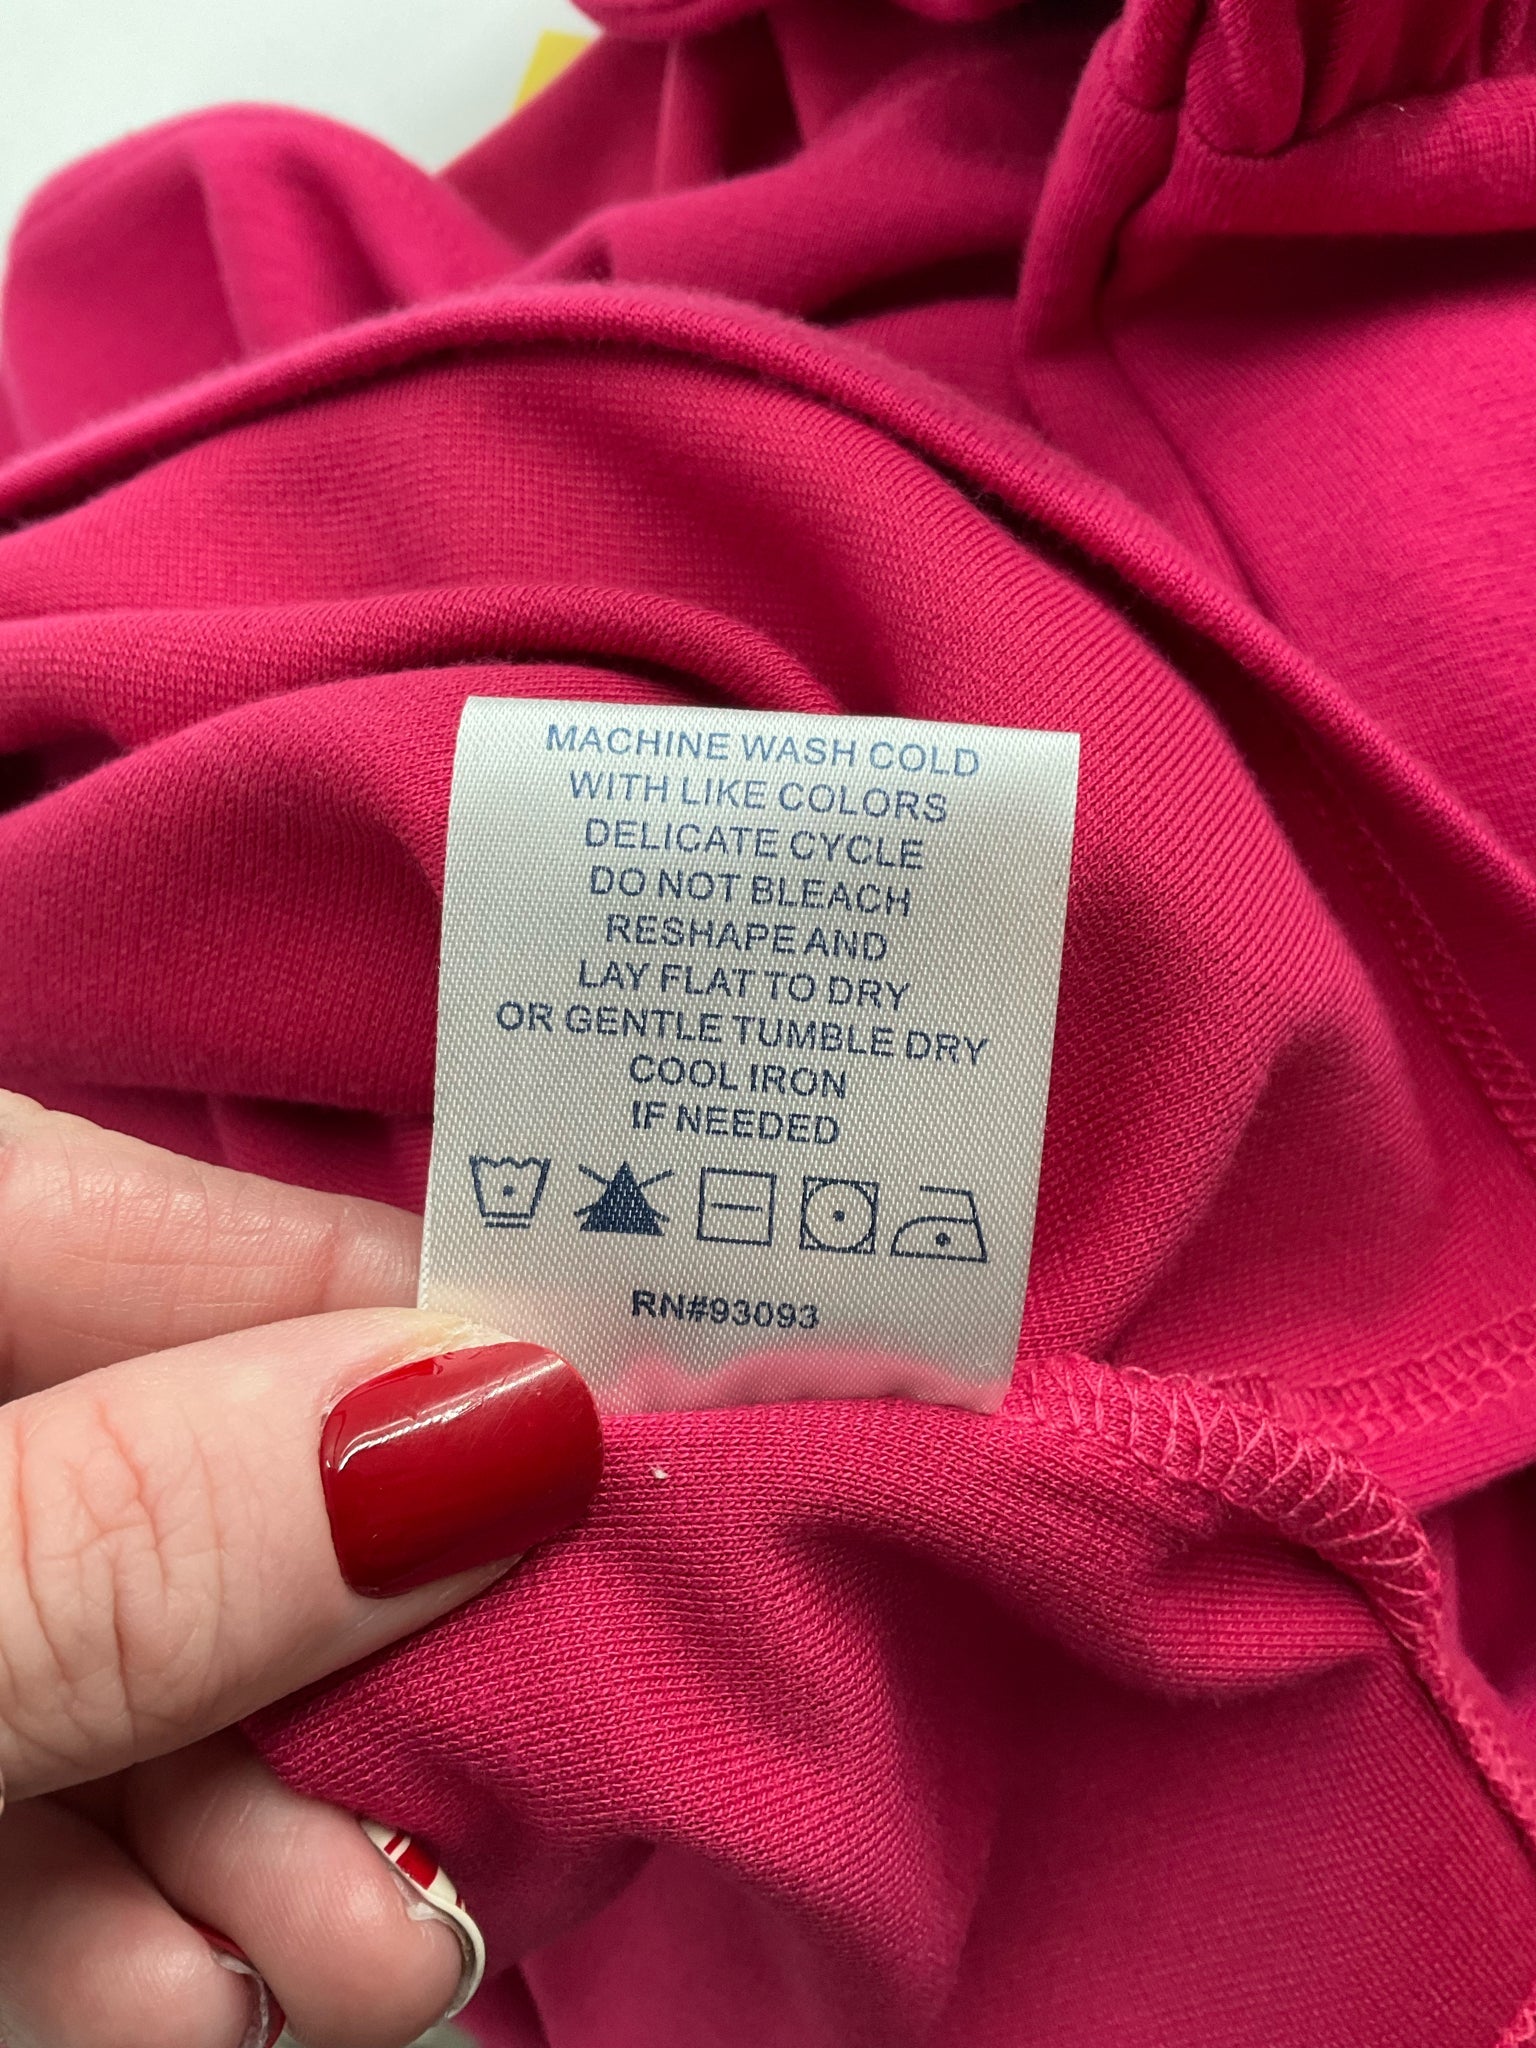 MACHINE WASH COLD
WITH LIKE COLORS
DELICATE CYCLE
DO NOT BLEACH
RESHAPE AND
LAY FLAT TO DRY
OR GENTLE TUMBLE DRY
COOL IRON
IF NEEDED
RN#93093